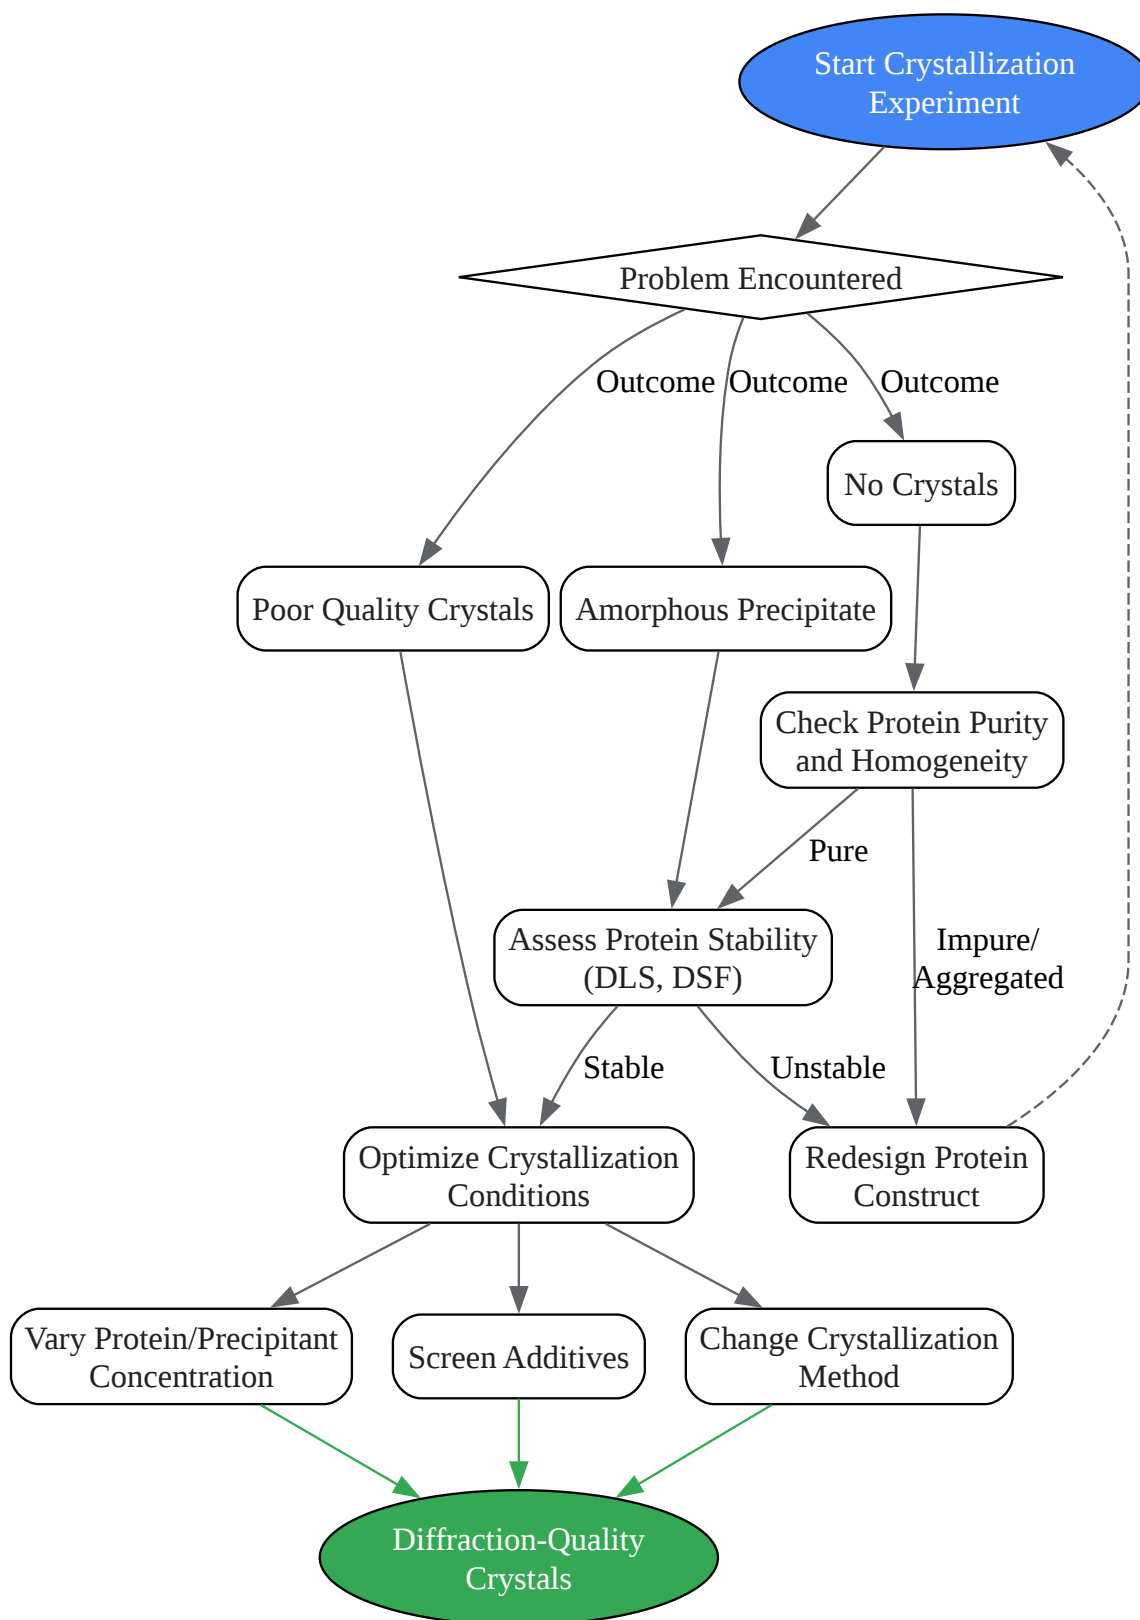 Start Crystallization
Experiment
Problem Encountered
Outcome
Outcome
Outcome
No Crystals
Poor Quality Crystals
Amorphous Precipitate
Check Protein Purity
and Homogeneity
Pure
Assess Protein Stability
(DLS, DSF)
Impure/
Aggregated
Stable
Unstable
Optimize Crystallization
Conditions
Redesign Protein
Construct
Vary Protein/Precipitant
Concentration
Screen Additives
Change Crystallization
Method
Diffraction-Quality
Crystals